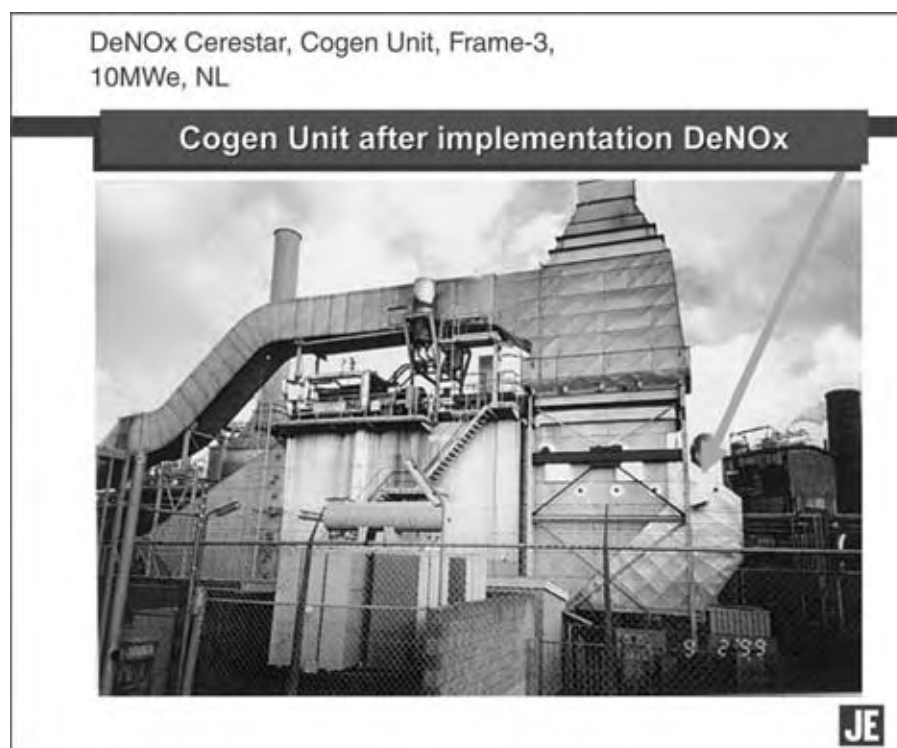 DeNOx Cerestar, Cogen Unit, Frame-3,
10MWe, NL
Cogen Unit after implementation DeNOx
9 2 '99
JE